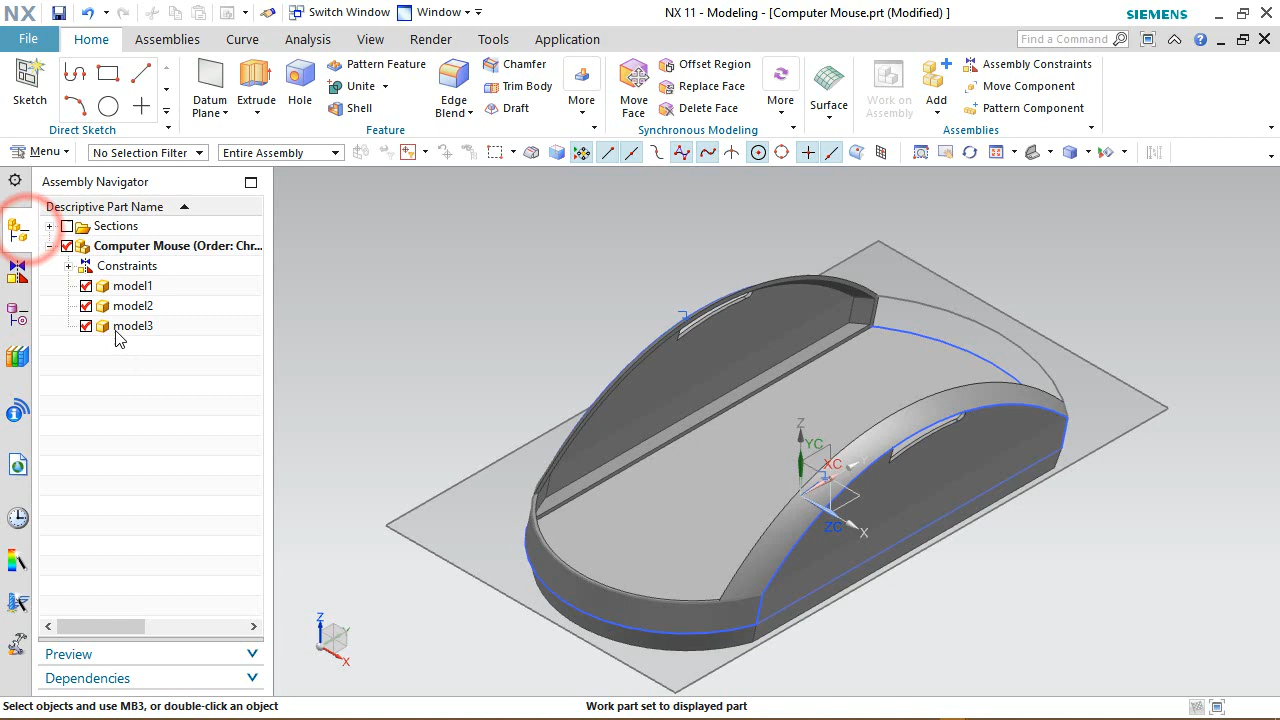 NX
Switch Window
Window
NX 11 - Modeling - [Computer Mouse.prt (Modified) ]
SIEMENS
File
Home
Assemblies
Curve
Analysis
View
Render
Tools
Application
Find a Command
Sketch
Direct Sketch
Datum
Plane
Extrude
Hole
Pattern Feature
Unite
Shell
Edge
Blend
Chamfer
Trim Body
Draft
More
Feature
Move
Face
Offset Region
Replace Face
Delete Face
More
Synchronous Modeling
Surface
Work on
Assembly
Add
Assembly Constraints
Move Component
Pattern Component
Assemblies
Menu
No Selection Filter
Entire Assembly
Assembly Navigator
Descriptive Part Name
Sections
Computer Mouse (Order: Chr...
Constraints
model1
model2
model3
Preview
Dependencies
Z
YC
XC
ZC
X
Z
Y
X
Select objects and use MB3, or double-click an object
Work part set to displayed part